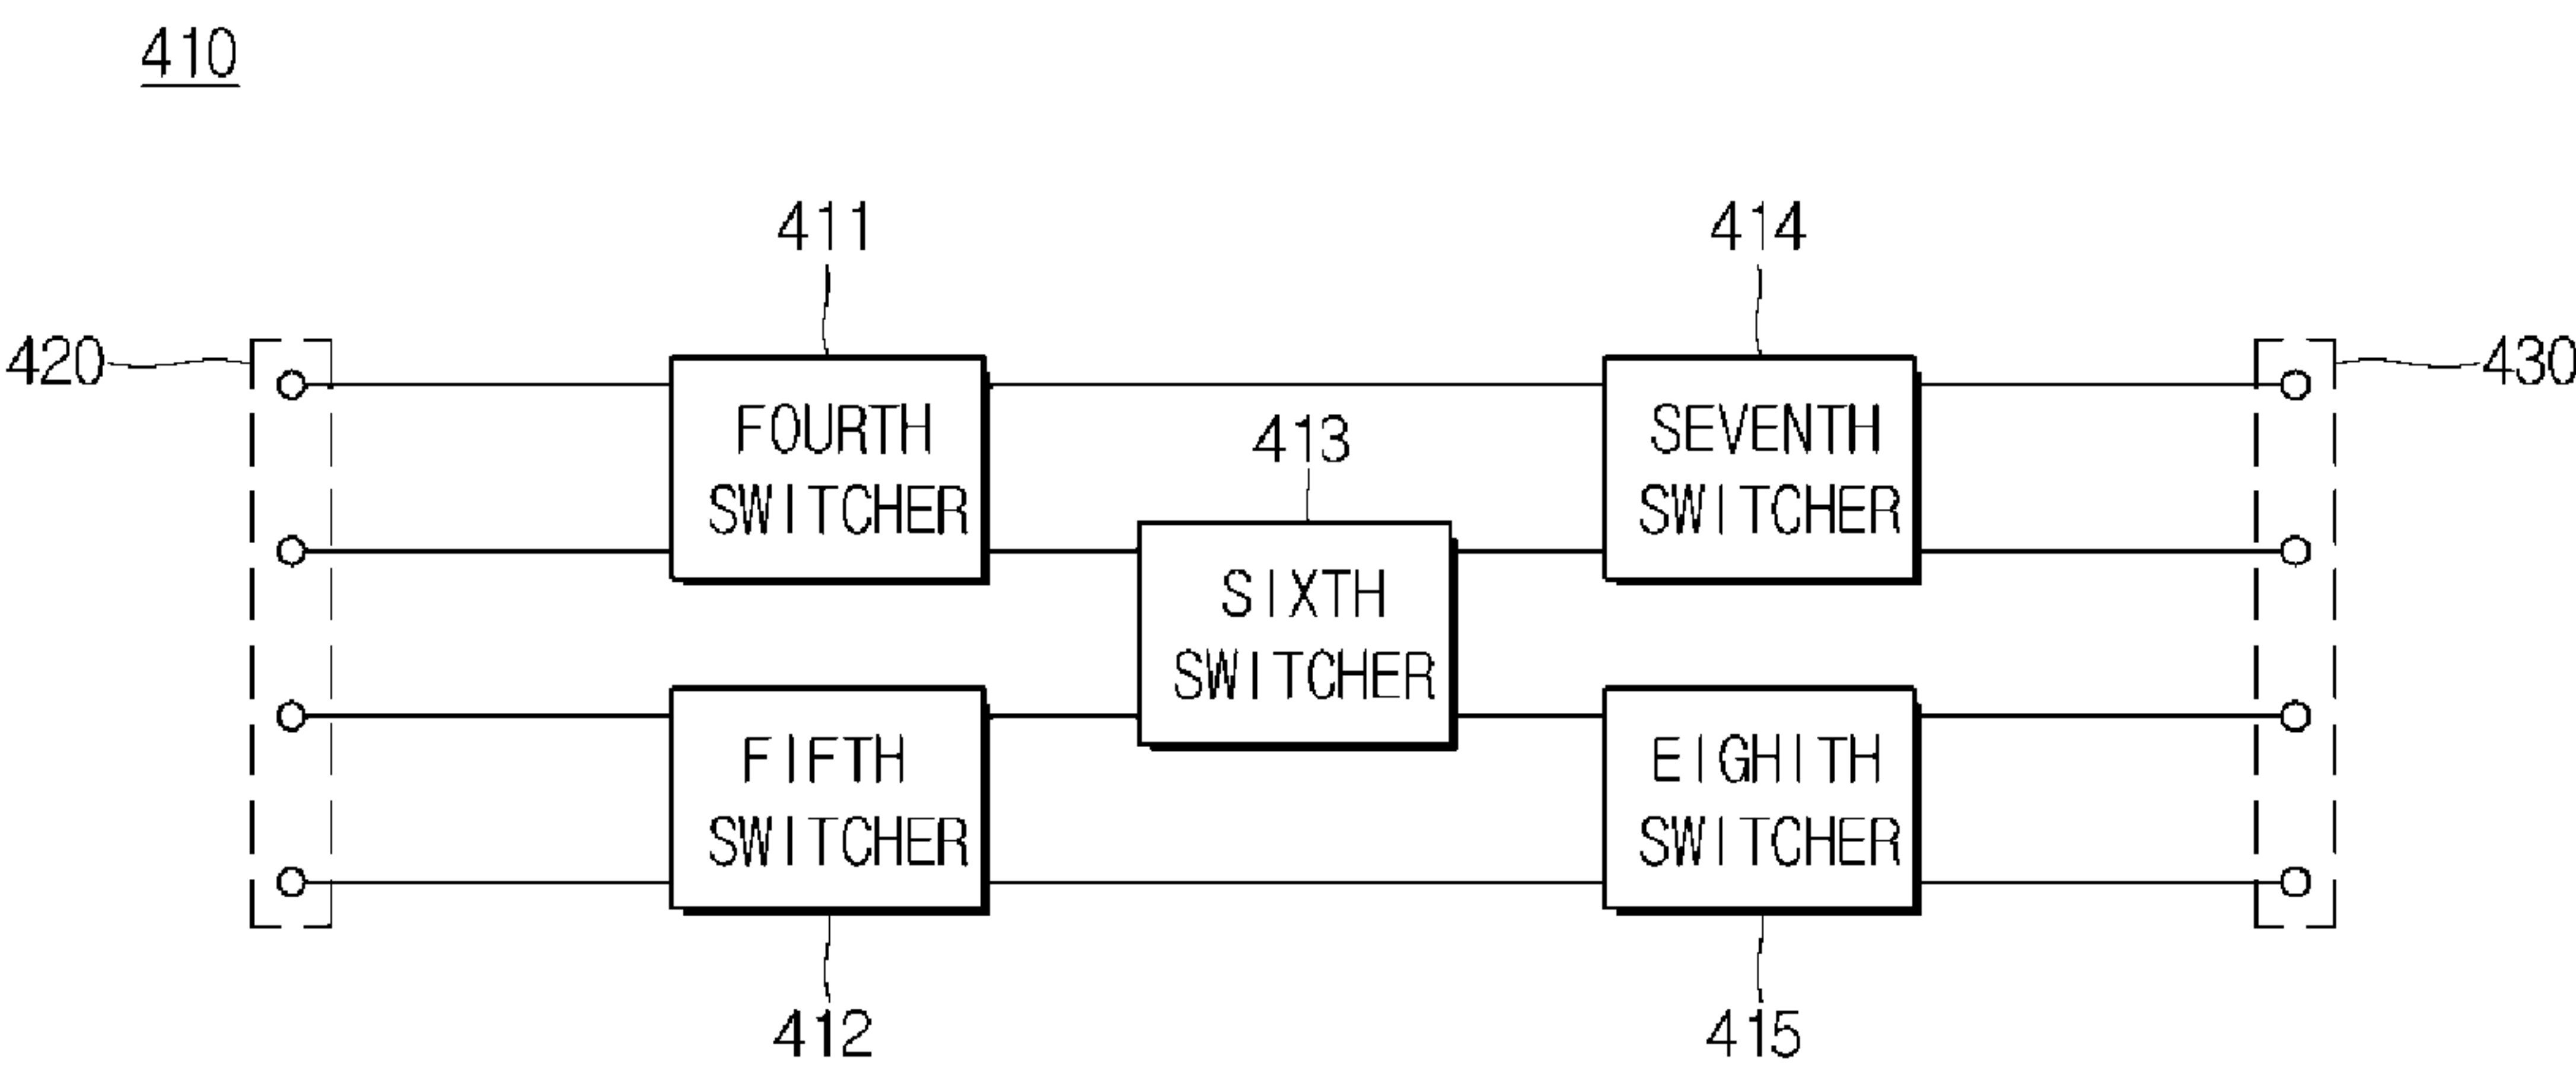 410
411
414
420
430
FOURTH
SWITCHER
413
SEVENTH
SWITCHER
SIXTH
SWITCHER
FIFTH
SWITCHER
EIGHITH
SWITCHER
412
415